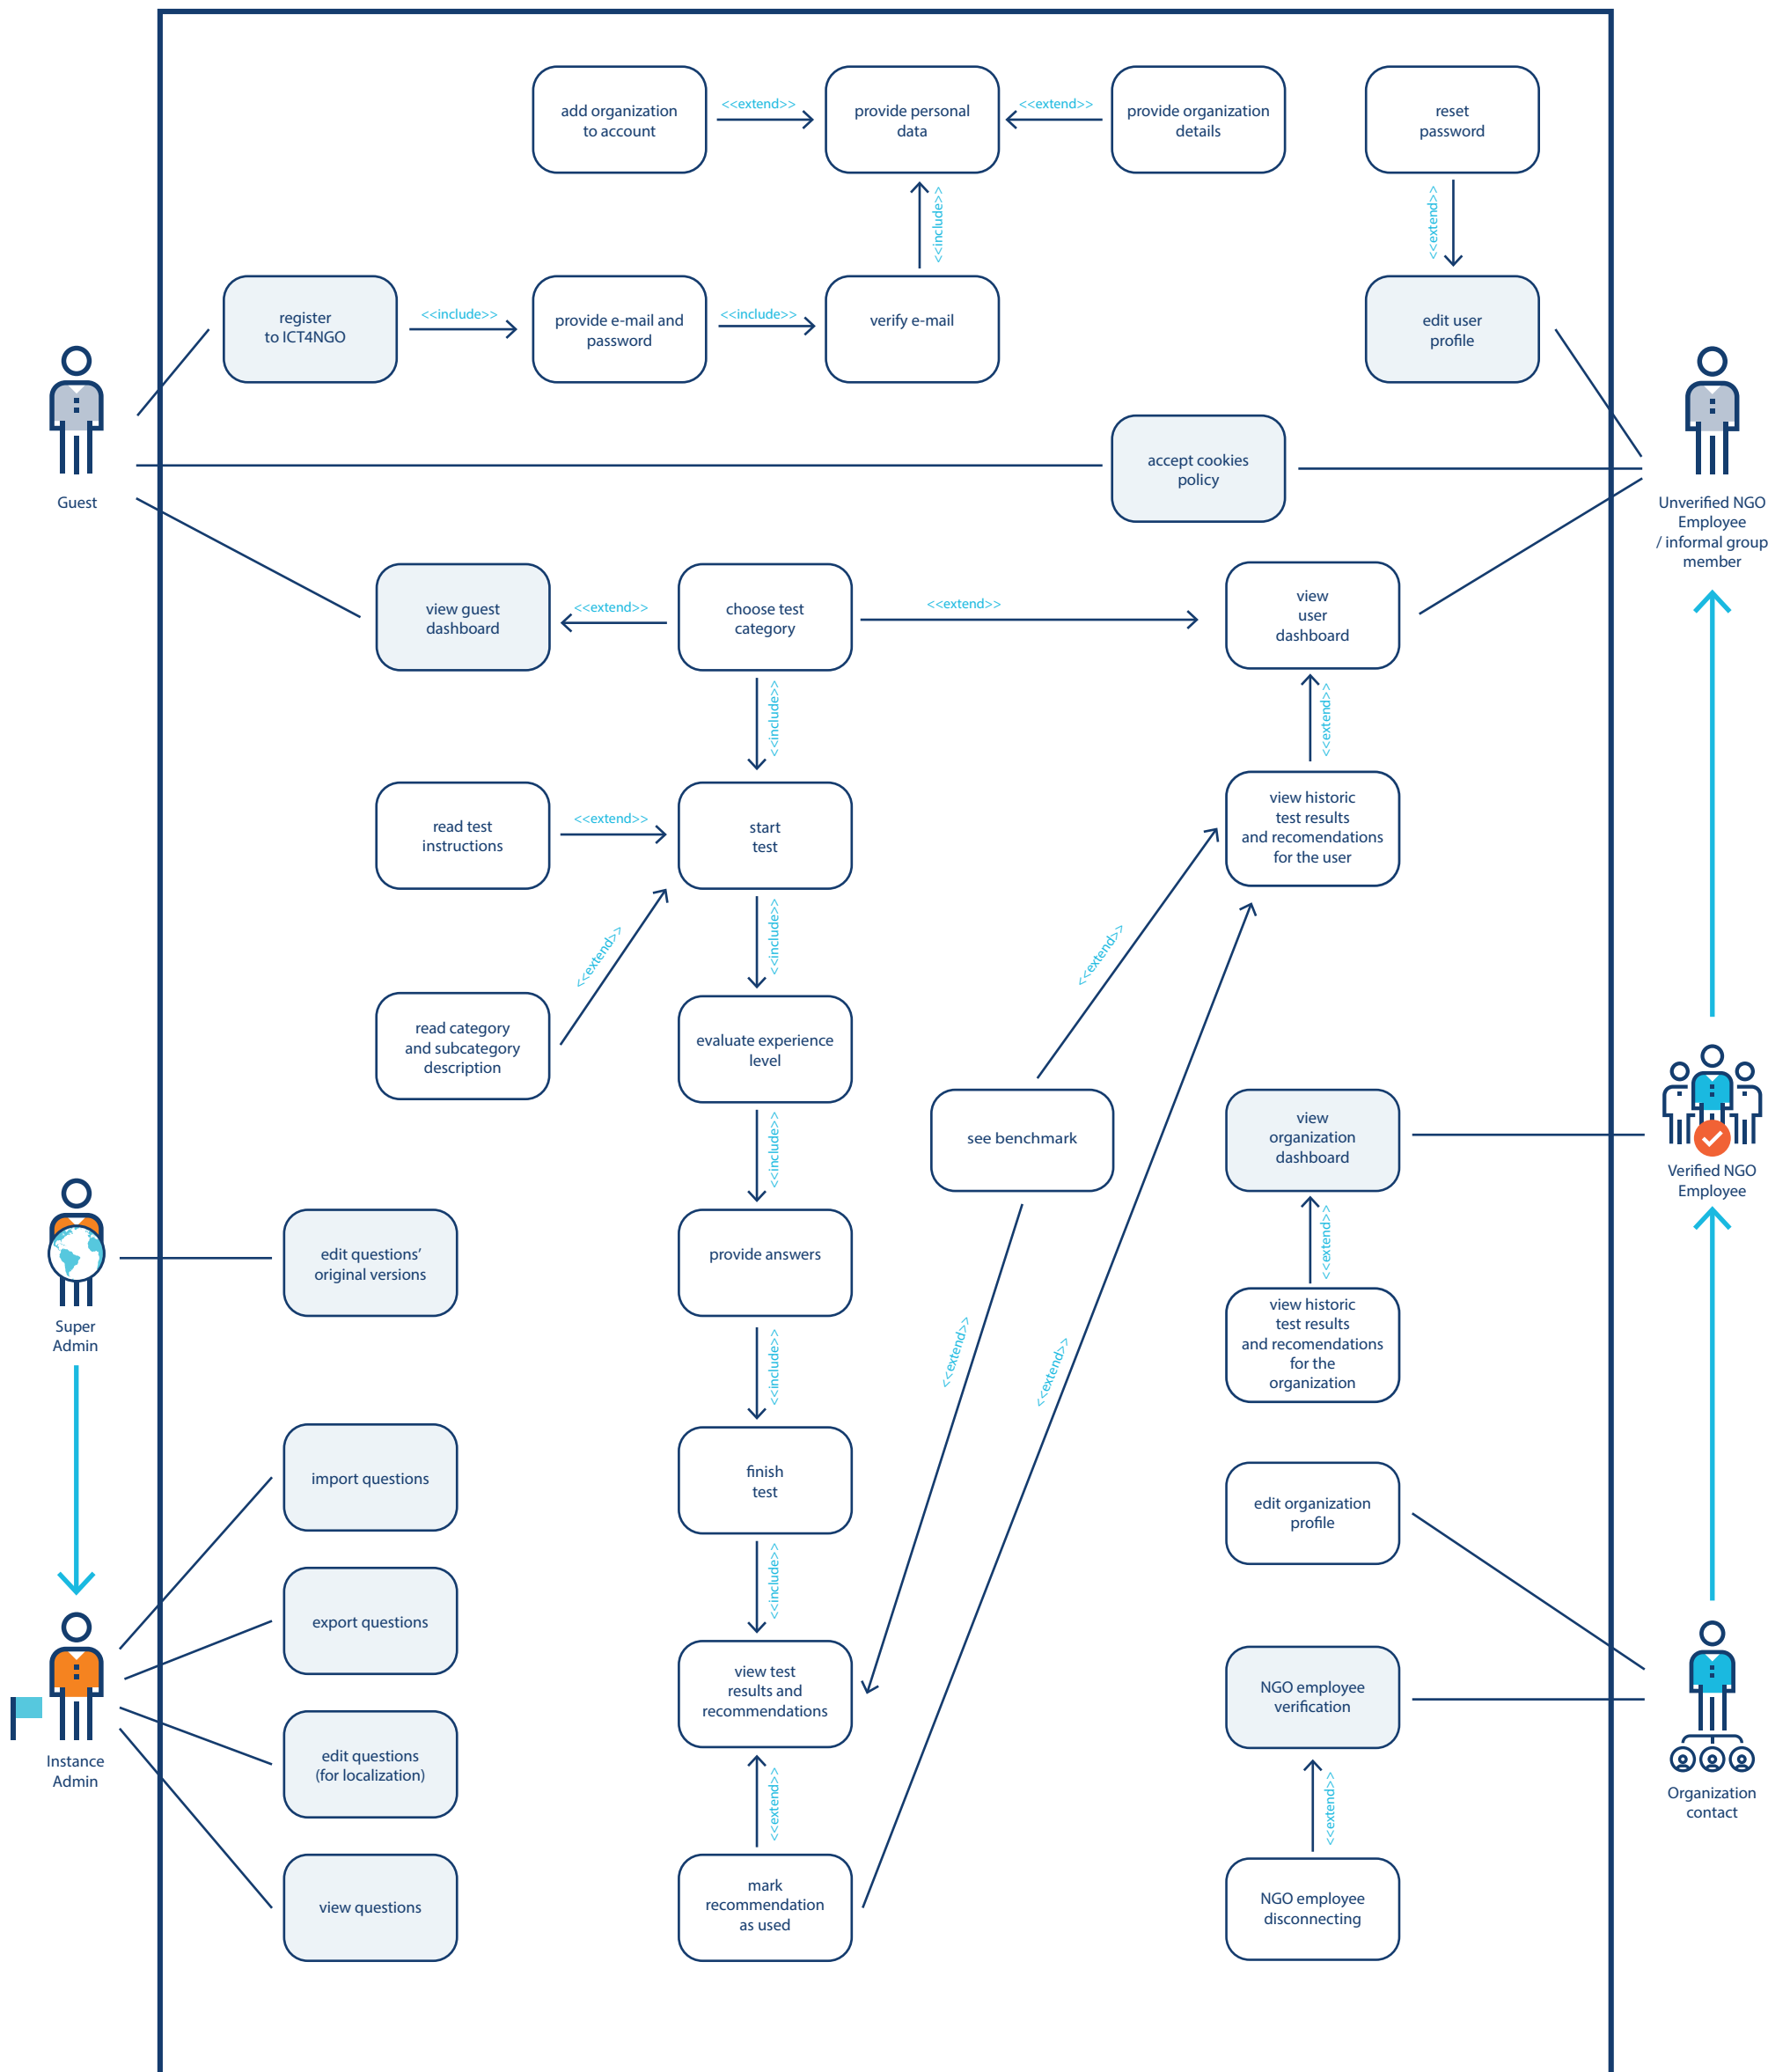 add organization
to account
<<extend>>
provide personal
data
<<extend>>
provide organization
details
reset
password
<<include>>
<<extend>>
register
to ICT4NGO
<<include>>
provide e-mail and
password
<<include>>
verify e-mail
edit user
profile
accept cookies
policy
Guest
Unverified NGO
Employee
/ informal group
member
view guest
dashboard
<<extend>>
choose test
category
<<extend>>
view
user
dashboard
<<include>>
<<extend>>
read test
instructions
<<extend>>
start
test
view historic
test results
and recomendations
for the user
<<extend>>
<<include>>
<<extend>>
read category
and subcategory
description
evaluate experience
level
see benchmark
view
organization
dashboard
Verified NGO
Employee
<<include>>
<<extend>>
edit questions'
original versions
provide answers
Super
Admin
view historic
test results
and recomendations
for the
organization
<<include>>
<<extend>>
<<extend>>
import questions
finish
test
edit organization
profile
<<include>>
export questions
view test
results and
recommendations
NGO employee
verification
Instance
Admin
edit questions
(for localization)
<<extend>>
<<extend>>
Organization
contact
view questions
mark
recommendation
as used
NGO employee
disconnecting